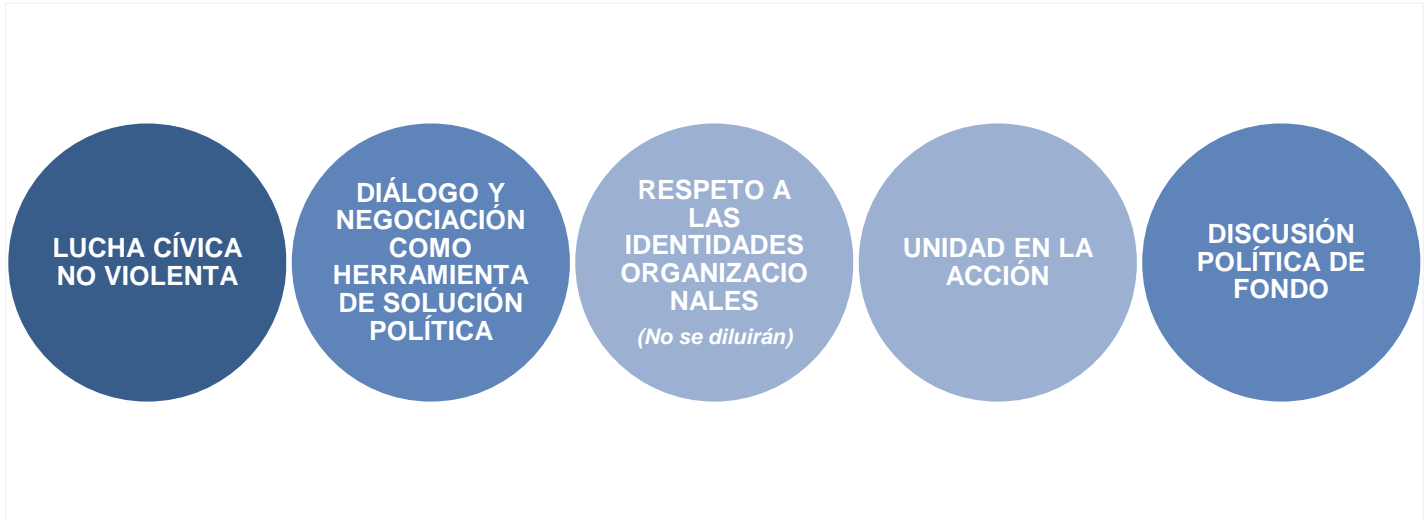 LUCHA CÍVICA
NO VIOLENTA
DIÁLOGO Y
NEGOCIACIÓN
COMO
HERRAMIENTA
DE SOLUCIÓN
POLÍTICA
RESPETO A
LAS
IDENTIDADES
ORGANIZACIO
NALES
(No se diluirán)
UNIDAD EN LA
ACCIÓN
DISCUSIÓN
POLÍTICA DE
FONDO